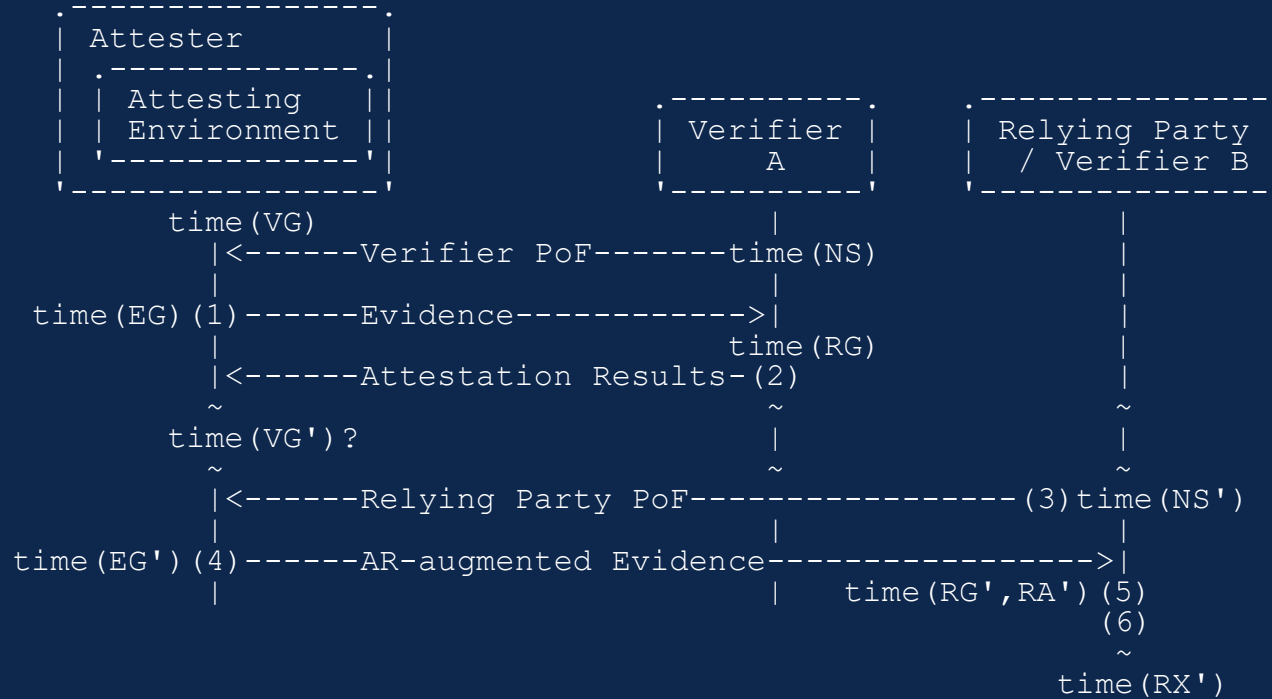 .----------------.
| Attester       |
| .-------------.|
| | Attesting   ||              .----------.    .---------------
| | Environment ||              | Verifier |    | Relying Party
| '-------------'|              |    A     |    |  / Verifier B
'----------------'              '----------'    '---------------
      time(VG)                        |                 |
        |<------Verifier PoF-------time(NS)             |
        |                             |                 |
time(EG)(1)------Evidence------------>|                 |
        |                          time(RG)             |
        |<------Attestation Results-(2)                 |
        ~                             ~                 ~
      time(VG')?                      |                 |
        ~                             ~                 ~
        |<------Relying Party PoF-----------------(3)time(NS')
        |                             |                 |
time(EG')(4)------AR-augmented Evidence----------------->|
        |                             |   time(RG',RA')(5)
                                                       (6)
                                                        ~
                                                     time(RX')